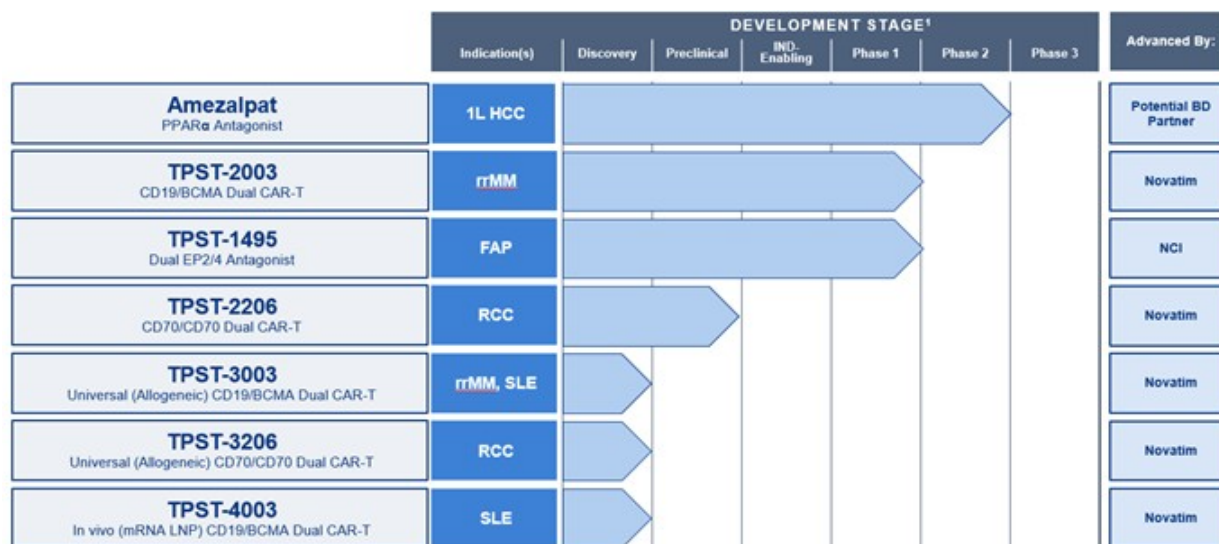 DEVELOPMENT STAGE¹
Indication(s) Discovery Preclinical IND-Enabling Phase 1 Phase 2 Phase 3 Advanced By:
Amezalpat
PPARα Antagonist
1L HCC
Potential BD
Partner
TPST-2003
CD19/BCMA Dual CAR-T
rrMM
Novatim
TPST-1495
Dual EP2/4 Antagonist
FAP
NCI
TPST-2206
CD70/CD70 Dual CAR-T
RCC
Novatim
TPST-3003
Universal (Allogeneic) CD19/BCMA Dual CAR-T
rrMM, SLE
Novatim
TPST-3206
Universal (Allogeneic) CD70/CD70 Dual CAR-T
RCC
Novatim
TPST-4003
In vivo (mRNA LNP) CD19/BCMA Dual CAR-T
SLE
Novatim